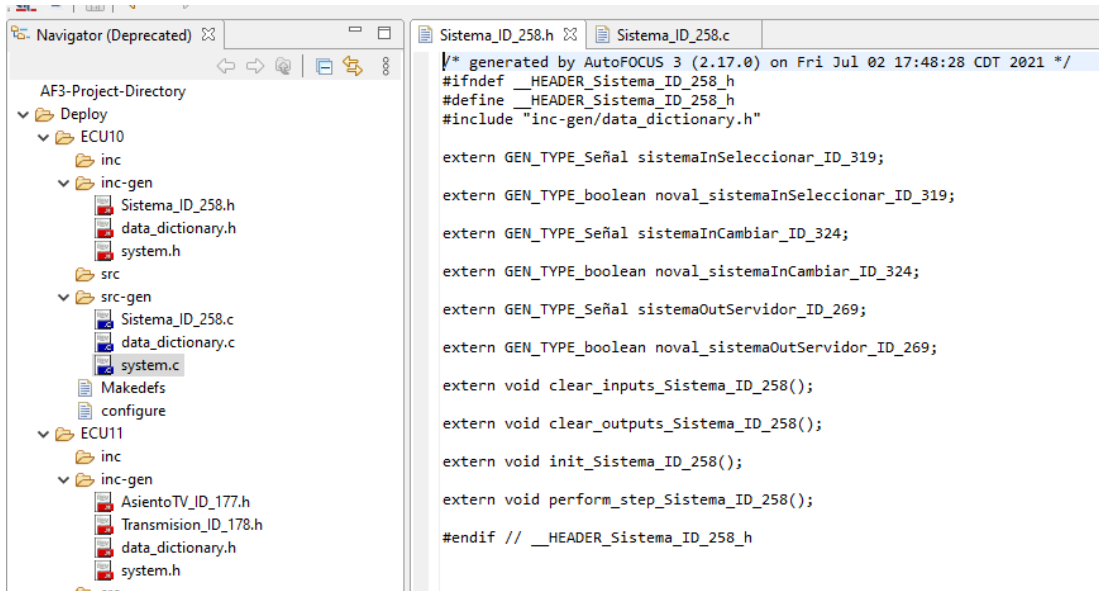 Navigator (Deprecated)
AF3-Project-Directory
Deploy
ECU10
inc
inc-gen
Sistema_ID_258.h
data_dictionary.h
system.h
src
src-gen
Sistema_ID_258.c
data_dictionary.c
system.c
Makedefs
configure
ECU11
inc
inc-gen
AsientoTV_ID_177.h
Transmision_ID_178.h
data_dictionary.h
system.h
Sistema_ID_258.h
Sistema_ID_258.c
/* generated by AutoFOCUS 3 (2.17.0) on Fri Jul 02 17:48:28 CDT 2021 */
#ifndef __HEADER_Sistema_ID_258_h
#define __HEADER_Sistema_ID_258_h
#include "inc-gen/data_dictionary.h"
extern GEN_TYPE_Señal sistemaInSeleccionar_ID_319;
extern GEN_TYPE_boolean noval_sistemaInSeleccionar_ID_319;
extern GEN_TYPE_Señal sistemaInCambiar_ID_324;
extern GEN_TYPE_boolean noval_sistemaInCambiar_ID_324;
extern GEN_TYPE_Señal sistemaOutServidor_ID_269;
extern GEN_TYPE_boolean noval_sistemaOutServidor_ID_269;
extern void clear_inputs_Sistema_ID_258();
extern void clear_outputs_Sistema_ID_258();
extern void init_Sistema_ID_258();
extern void perform_step_Sistema_ID_258();
#endif // __HEADER_Sistema_ID_258_h